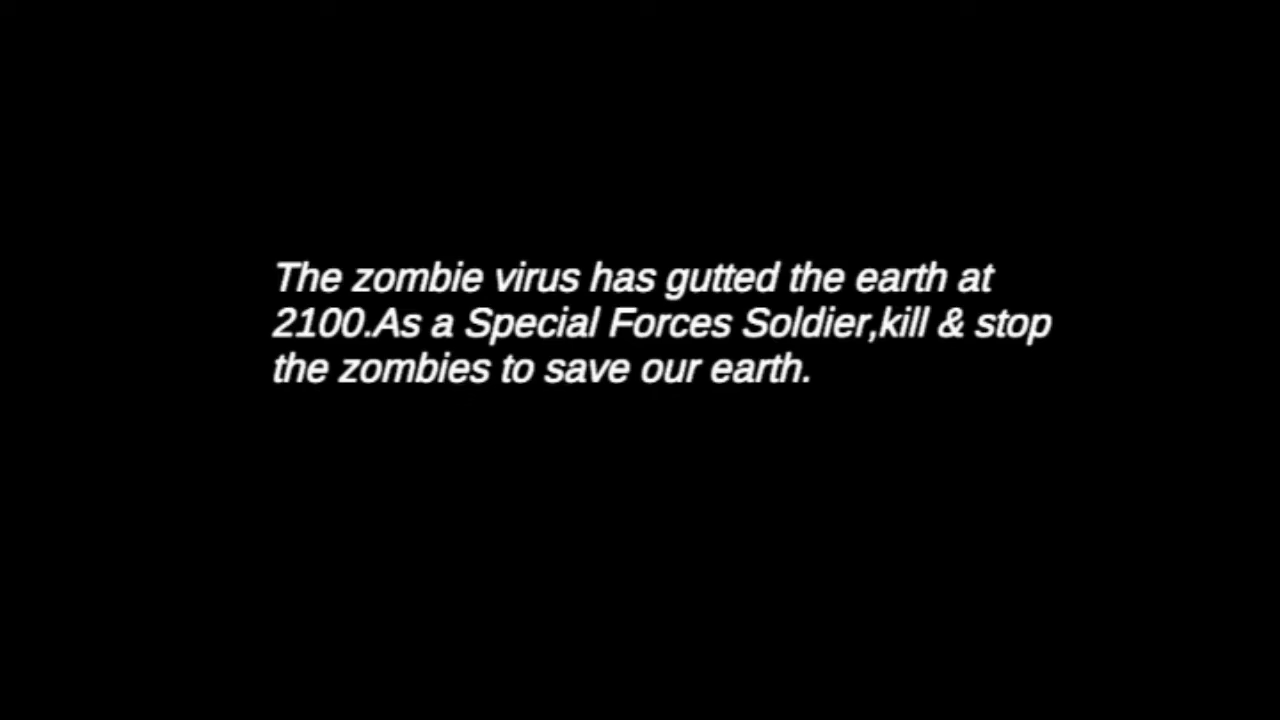 The zombie virus has gutted the earth at
2100.As a Special Forces Soldier,kill & stop
the zombies to save our earth.